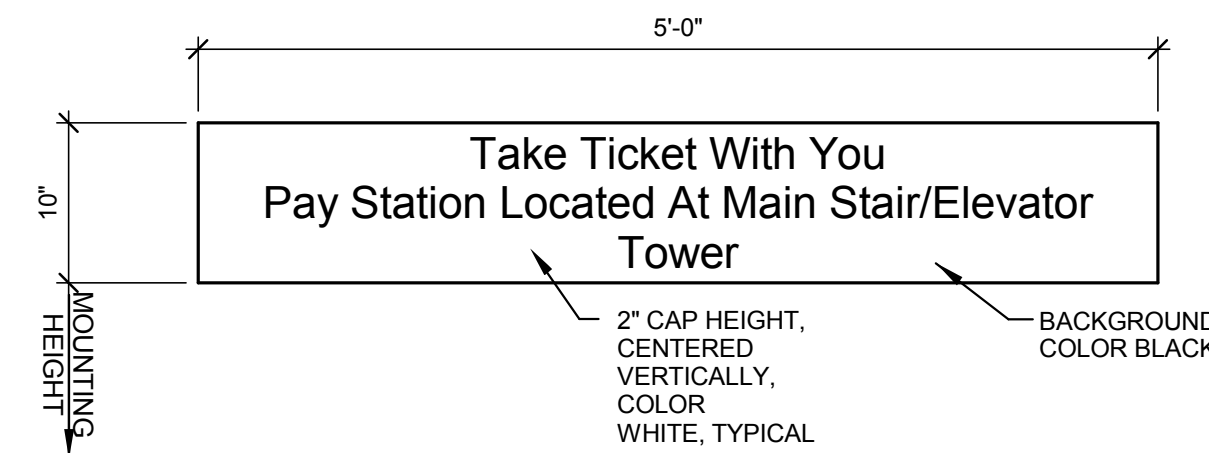 5'-0"
10"
Take Ticket With You
Pay Station Located At Main Stair/Elevator
Tower
MOUNTING
HEIGHT
2" CAP HEIGHT,
CENTERED
VERTICALLY,
COLOR
WHITE, TYPICAL
BACKGROUND
COLOR BLACK